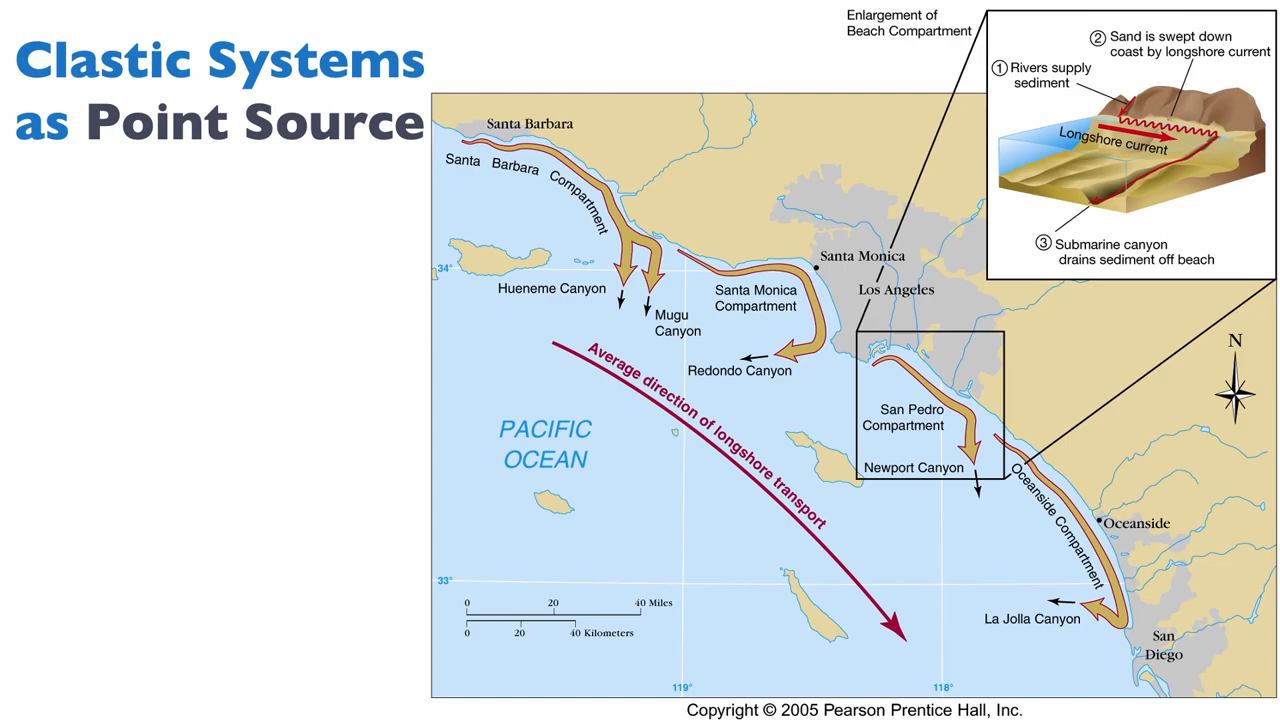 Clastic Systems
as Point Source
Enlargement of
Beach Compartment
① Rivers supply
sediment
② Sand is swept down
coast by longshore current
Longshore current
③ Submarine canyon
drains sediment off beach
Santa Barbara
Santa Barbara Compartment
34°
Hueneme Canyon
Mugu
Canyon
Santa Monica
Compartment
Santa Monica
Los Angeles
Redondo Canyon
Average direction of longshore transport
PACIFIC
OCEAN
San Pedro
Compartment
Newport Canyon
N
Oceanside Compartment
Oceanside
33°
0 20 40 Miles
0 20 40 Kilometers
La Jolla Canyon
San
Diego
119°
118°
Copyright © 2005 Pearson Prentice Hall, Inc.